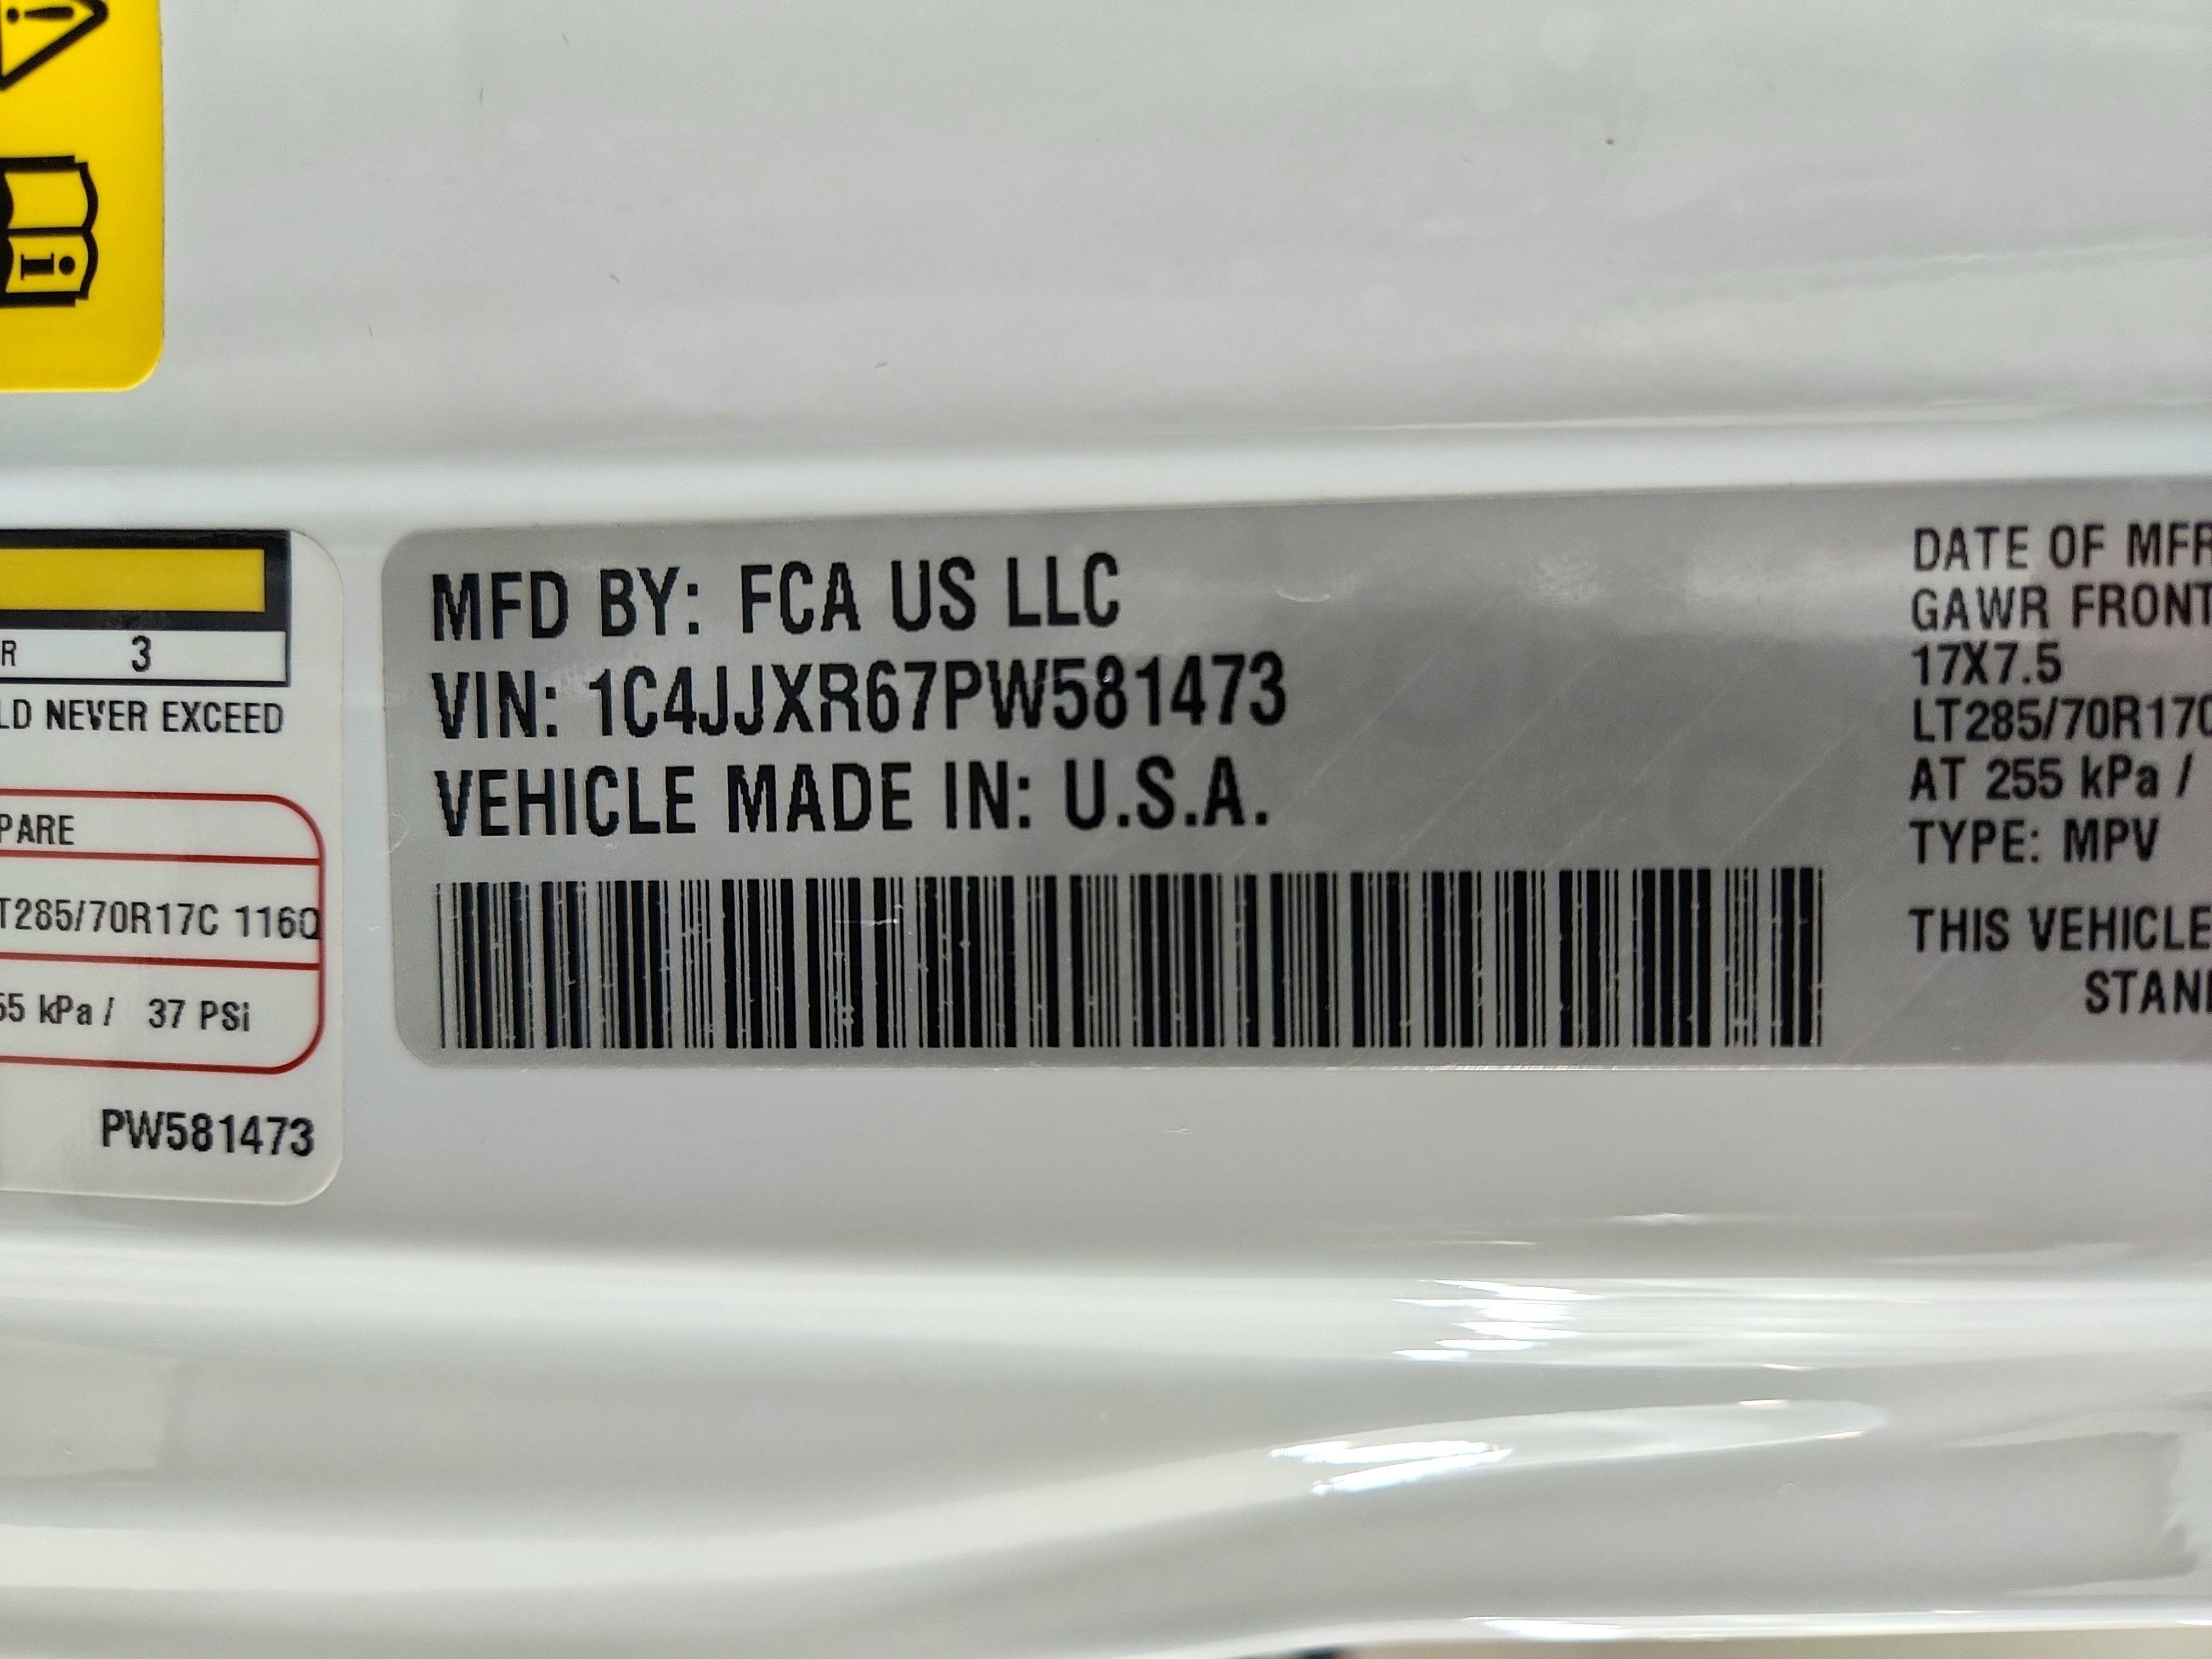 i
R 3
LD NEVER EXCEED
PARE
T285/70R17C 116Q
55 kPa / 37 PSi
PW581473
MFD BY: FCA US LLC
VIN: 1C4JJXR67PW581473
VEHICLE MADE IN: U.S.A.
DATE OF MFR
GAWR FRONT
17X7.5
LT285/70R17C
AT 255 kPa /
TYPE: MPV
THIS VEHICLE
STAN